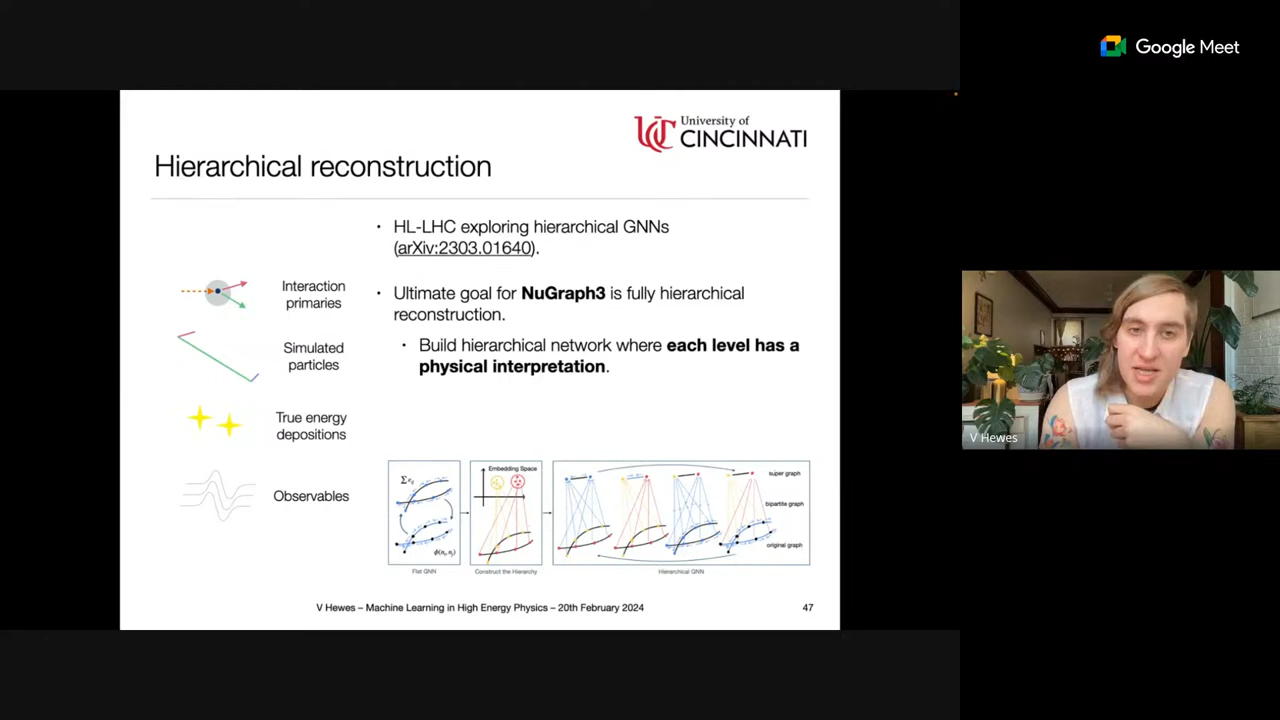 Google Meet
University of
CINCINNATI
Hierarchical reconstruction
• HL-LHC exploring hierarchical GNNs
(arXiv:2303.01640).
• Ultimate goal for NuGraph3 is fully hierarchical
reconstruction.
• Build hierarchical network where each level has a
physical interpretation.
Interaction
primaries
Simulated
particles
True energy
depositions
Observables
Embedding Space
super graph
bipartite graph
original graph
Flat GNN
Construct the Hierarchy
Hierarchical GNN
V Hewes – Machine Learning in High Energy Physics – 20th February 2024
47
V Hewes